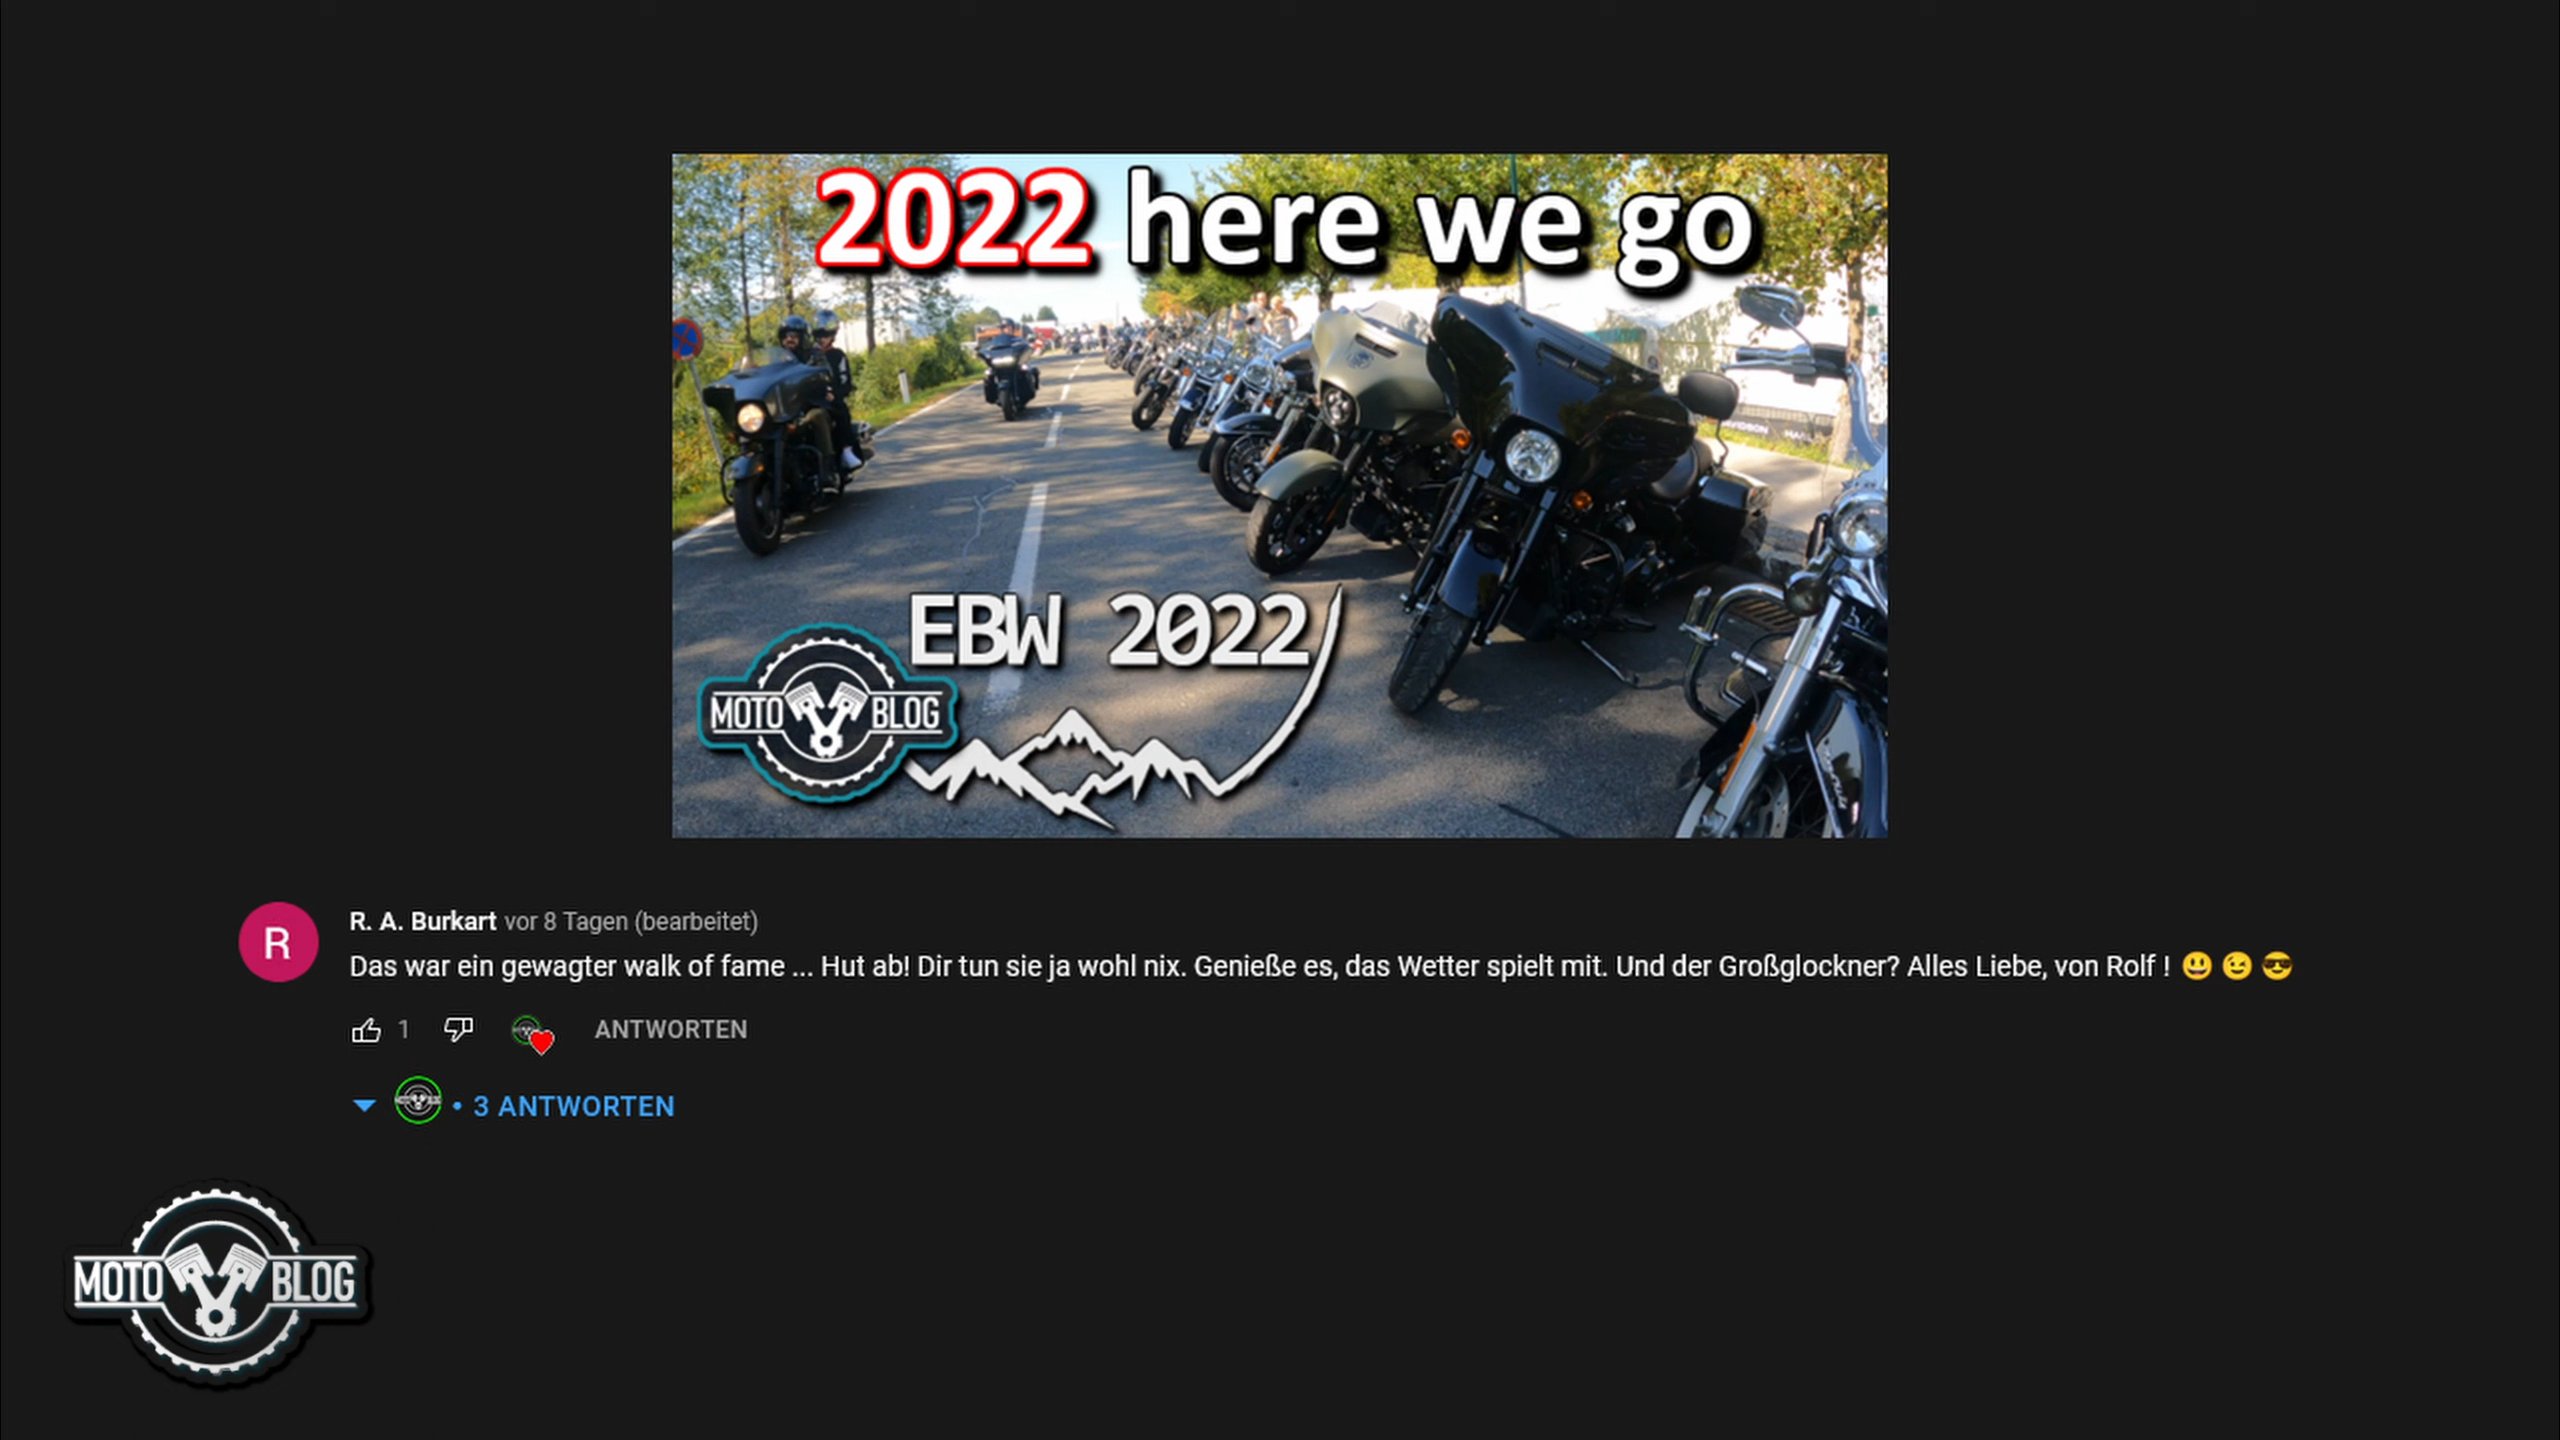 2022 here we go
EBW 2022
MOTO BLOG
R
R. A. Burkart vor 8 Tagen (bearbeitet)
Das war ein gewagter walk of fame ... Hut ab! Dir tun sie ja wohl nix. Genieße es, das Wetter spielt mit. Und der Großglockner? Alles Liebe, von Rolf ! 😃 😉 😎
1
ANTWORTEN
• 3 ANTWORTEN
MOTO BLOG